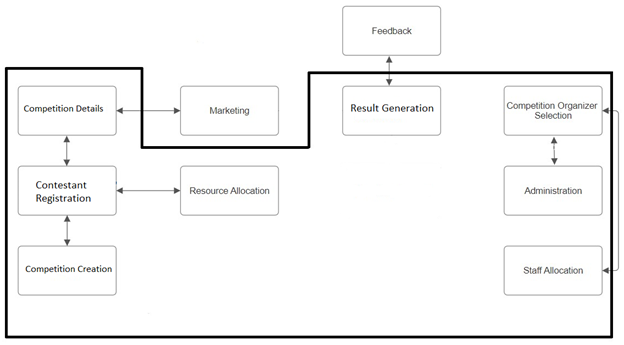 Feedback
Competition Details
Marketing
Result Generation
Competition Organizer
Selection
Contestant
Registration
Resource Allocation
Administration
Competition Creation
Staff Allocation